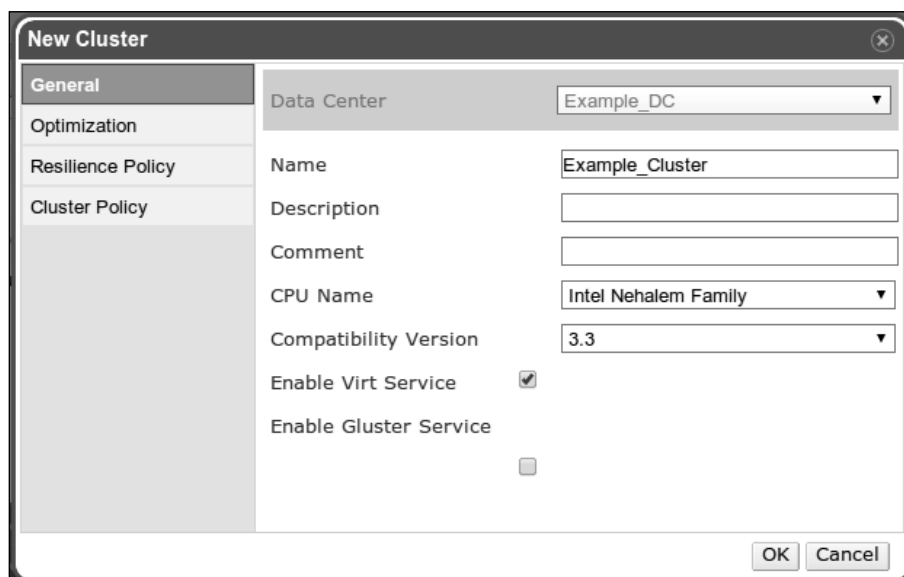 New Cluster
General
Optimization
Resilience Policy
Cluster Policy
Data Center Example_DC
Name Example_Cluster
Description
Comment
CPU Name Intel Nehalem Family
Compatibility Version 3.3
Enable Virt Service
Enable Gluster Service
OK Cancel